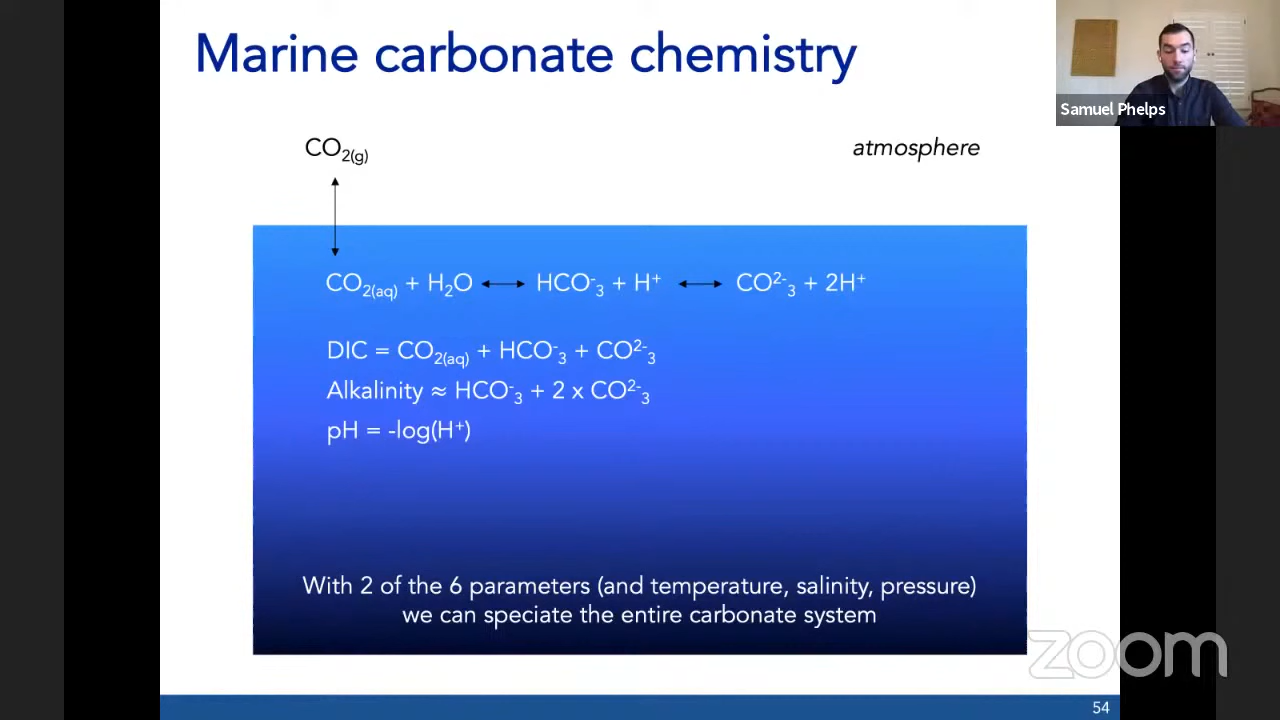 Marine carbonate chemistry
Samuel Phelps
CO₂(g)
atmosphere
CO₂(aq) + H₂O ⟷ HCO⁻₃ + H⁺ ⟷ CO²⁻₃ + 2H⁺
DIC = CO₂(aq) + HCO⁻₃ + CO²⁻₃
Alkalinity ≈ HCO⁻₃ + 2 x CO²⁻₃
pH = -log(H⁺)
With 2 of the 6 parameters (and temperature, salinity, pressure)
we can speciate the entire carbonate system
zoom
54